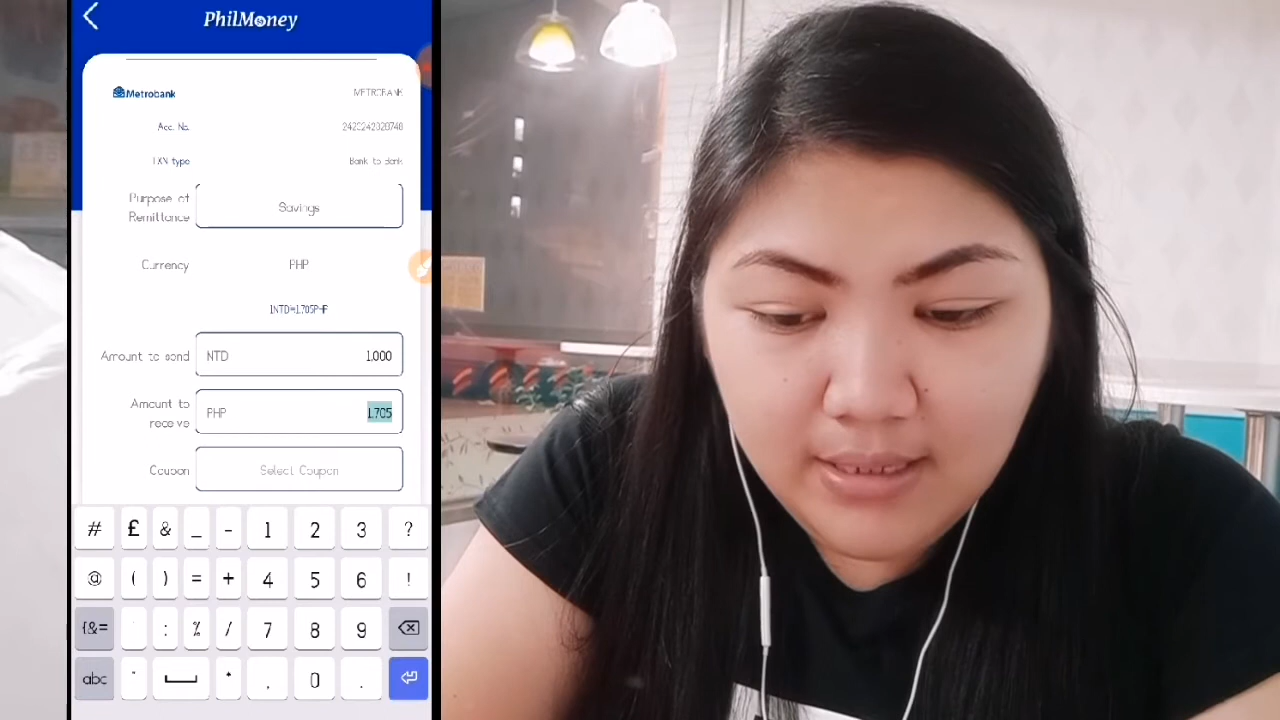 PhilMoney
Metrobank METROBANK
Acc. No.
TXN type Bank to Bank
Purpose of
Remittance
Savings
Currency PHP
1NTD=1.705PHP
Amount to send NTD 1,000
Amount to
receive
PHP 1,705
Coupon Select Coupon
# £ & _ - 1 2 3 ?
@ ( ) = + 4 5 6 !
{&= : % / 7 8 9
abc 0 .